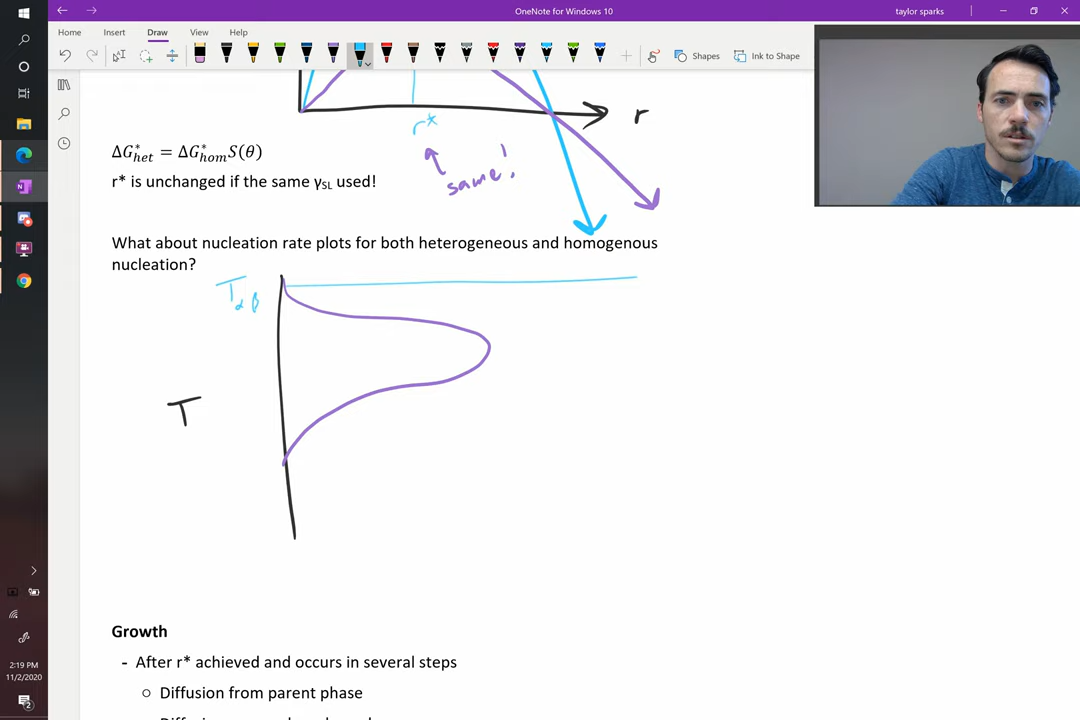 OneNote for Windows 10
taylor sparks
Home Insert Draw View Help
Shapes
Ink to Shape
r
r*
same!
ΔG*het = ΔG*hom S(θ)
r* is unchanged if the same γSL used!
What about nucleation rate plots for both heterogeneous and homogenous
nucleation?
Tαβ
T
Growth
- After r* achieved and occurs in several steps
○ Diffusion from parent phase
2:19 PM
11/2/2020
2